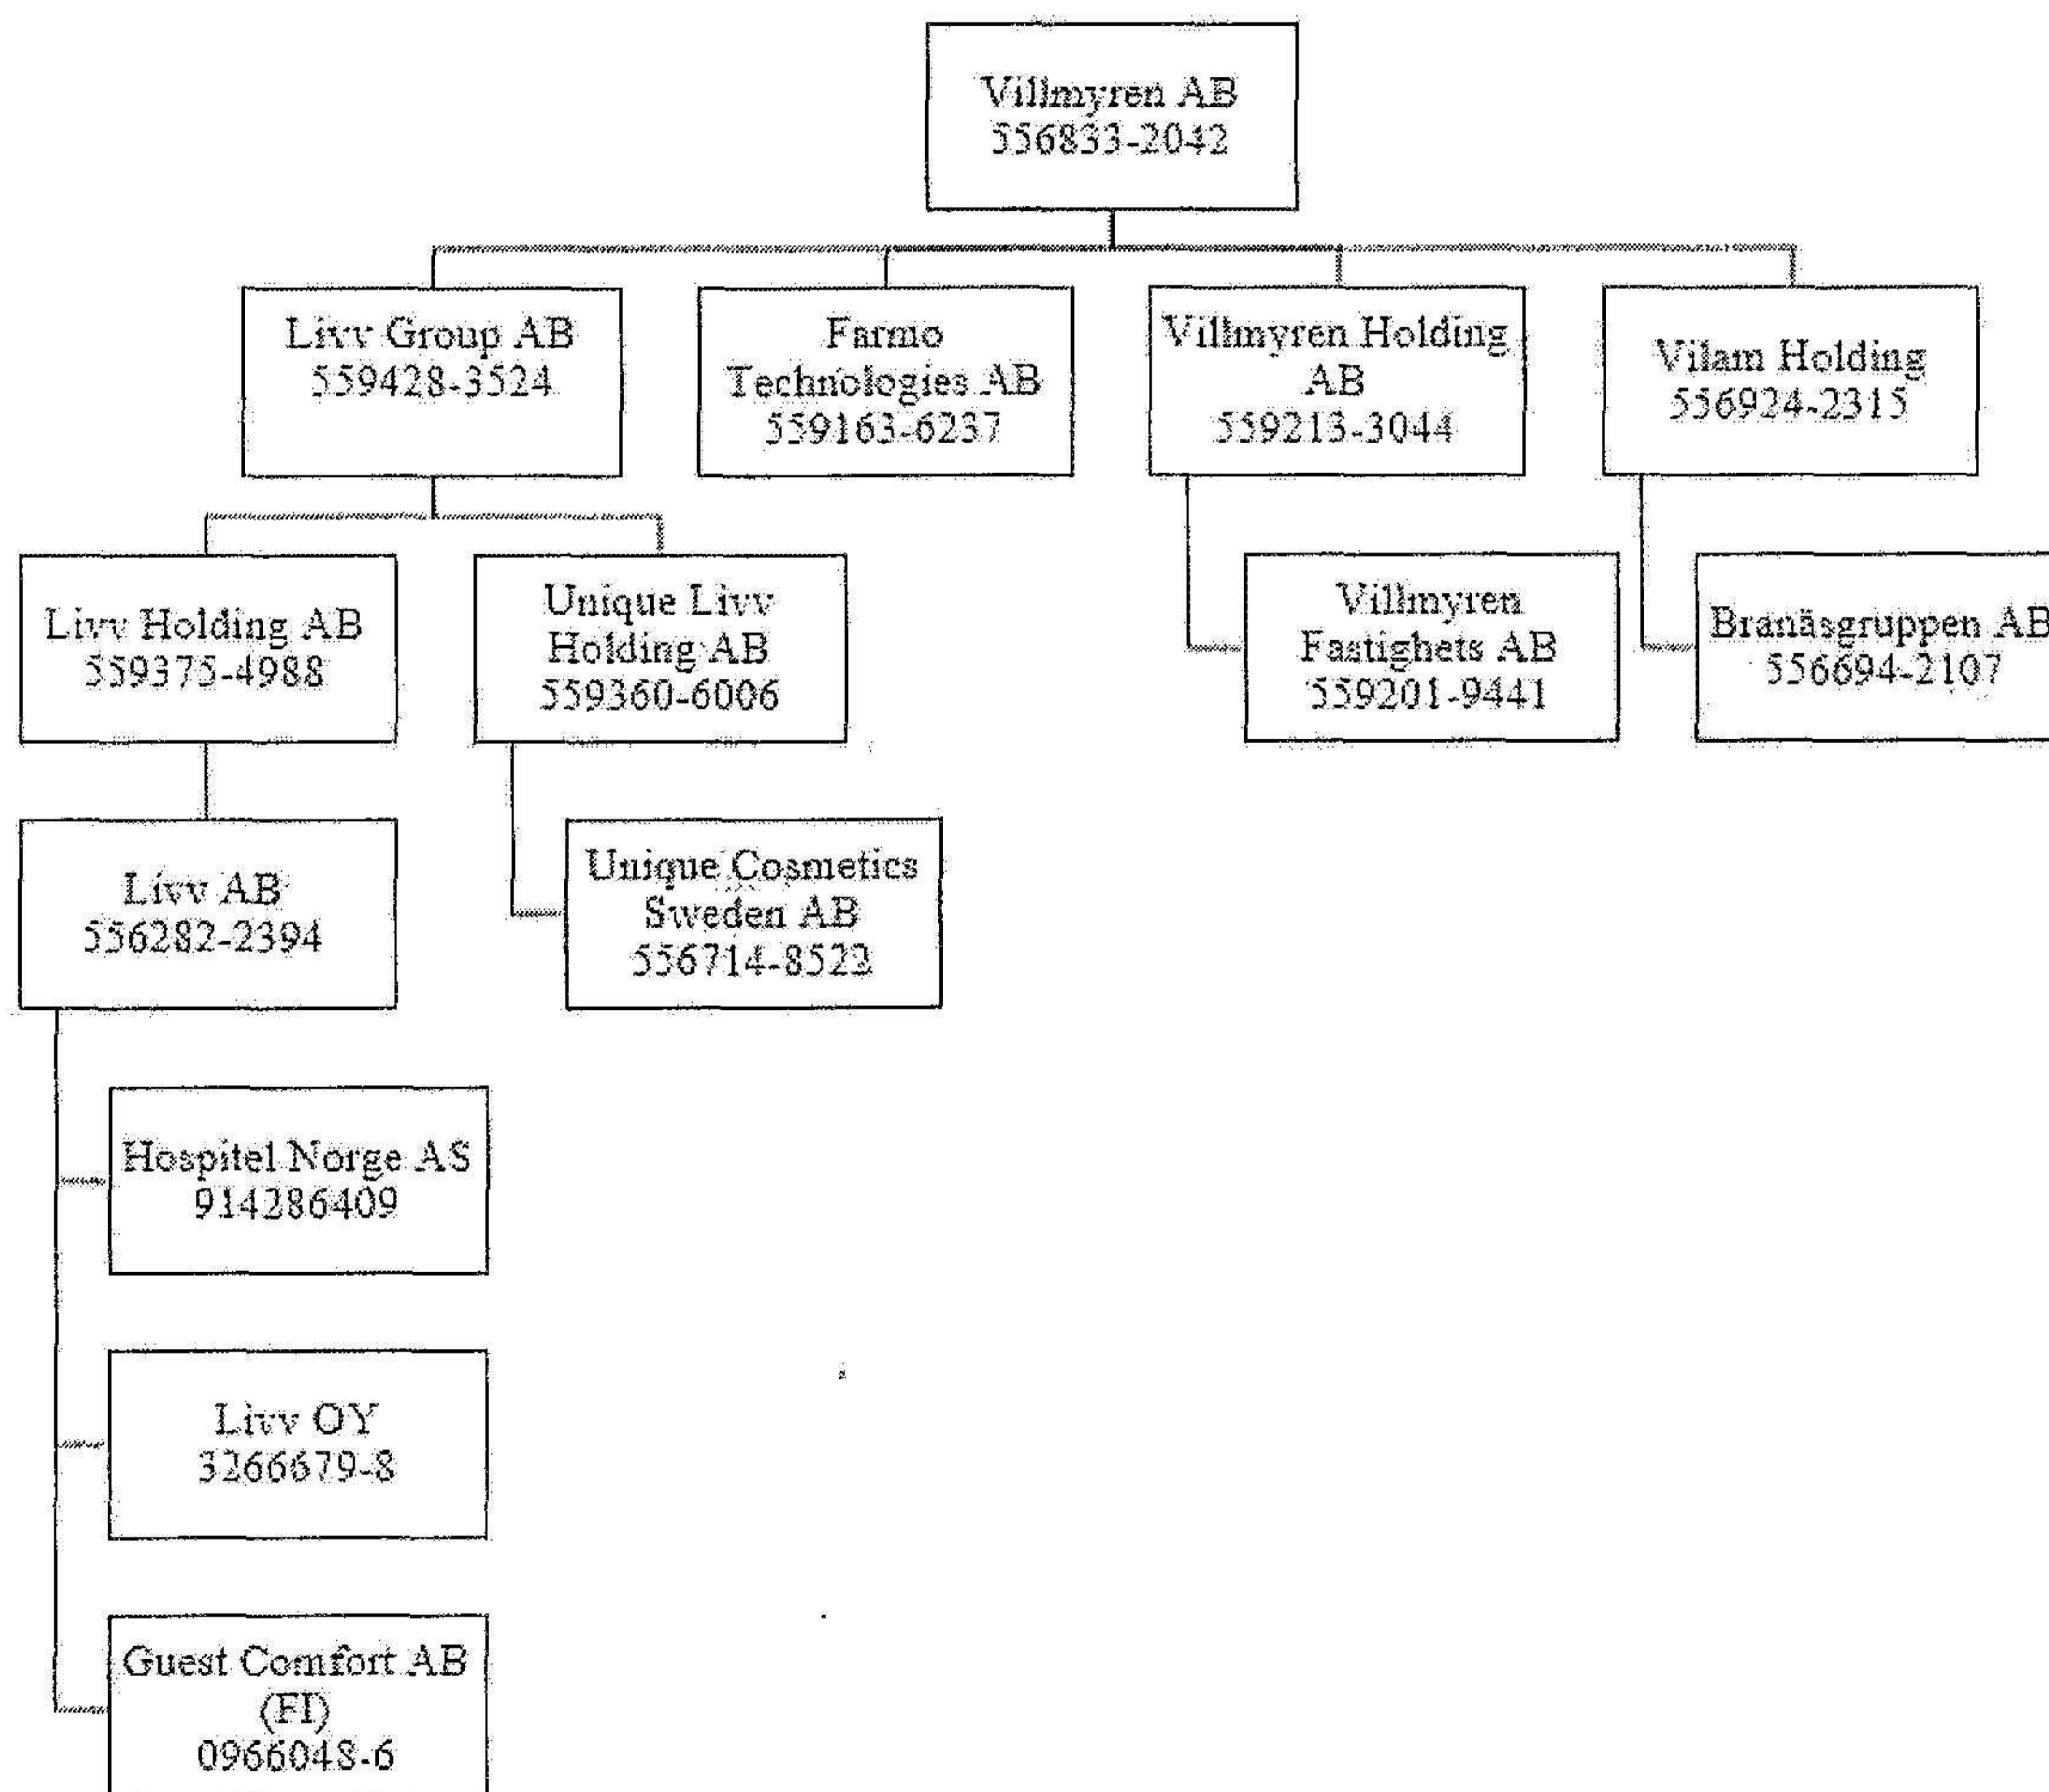 Villmyren AB
556833-2042
Livv Group AB
559428-3524
Farmo
Technologies AB
559163-6237
Villmyren Holding
AB
559213-3044
Vilam Holding
556924-2315
Livv Holding AB
559375-4988
Unique Livv
Holding AB
559360-6006
Villmyren
Fastighets AB
559201-9441
Branäsgruppen AB
556694-2107
Livv AB
556282-2394
Unique Cosmetics
Sweden AB
556714-8522
Hospitel Norge AS
914286409
Livv OY
3266679-8
Guest Comfort AB
(FI)
0966048-6